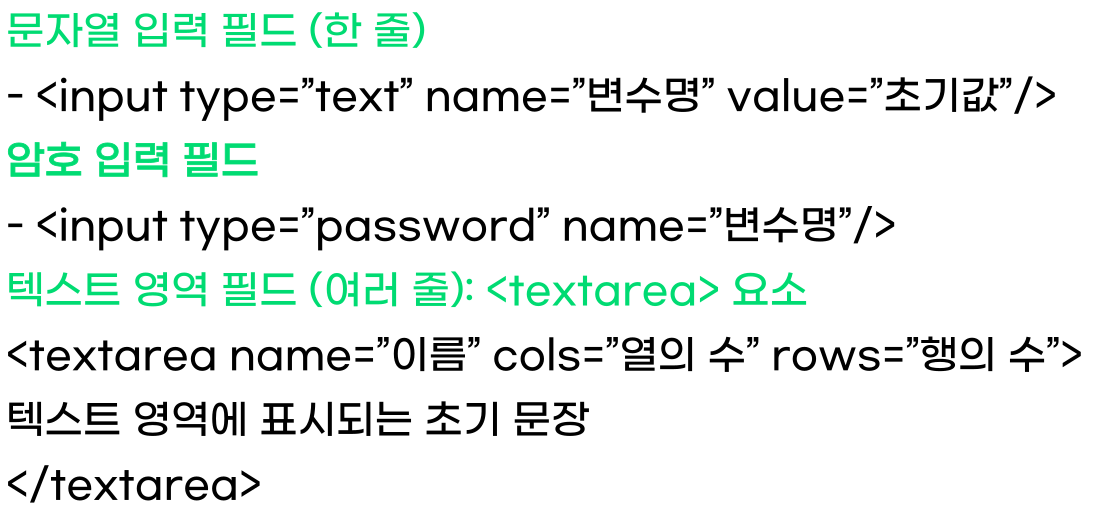 문자열 입력 필드 (한 줄)
- <input type=”text” name=”변수명” value=”초기값”/>
암호 입력 필드
- <input type=”password” name=”변수명”/>
텍스트 영역 필드 (여러 줄): <textarea> 요소
<textarea name=”이름” cols=”열의 수” rows=”행의 수”>
텍스트 영역에 표시되는 초기 문장
</textarea>